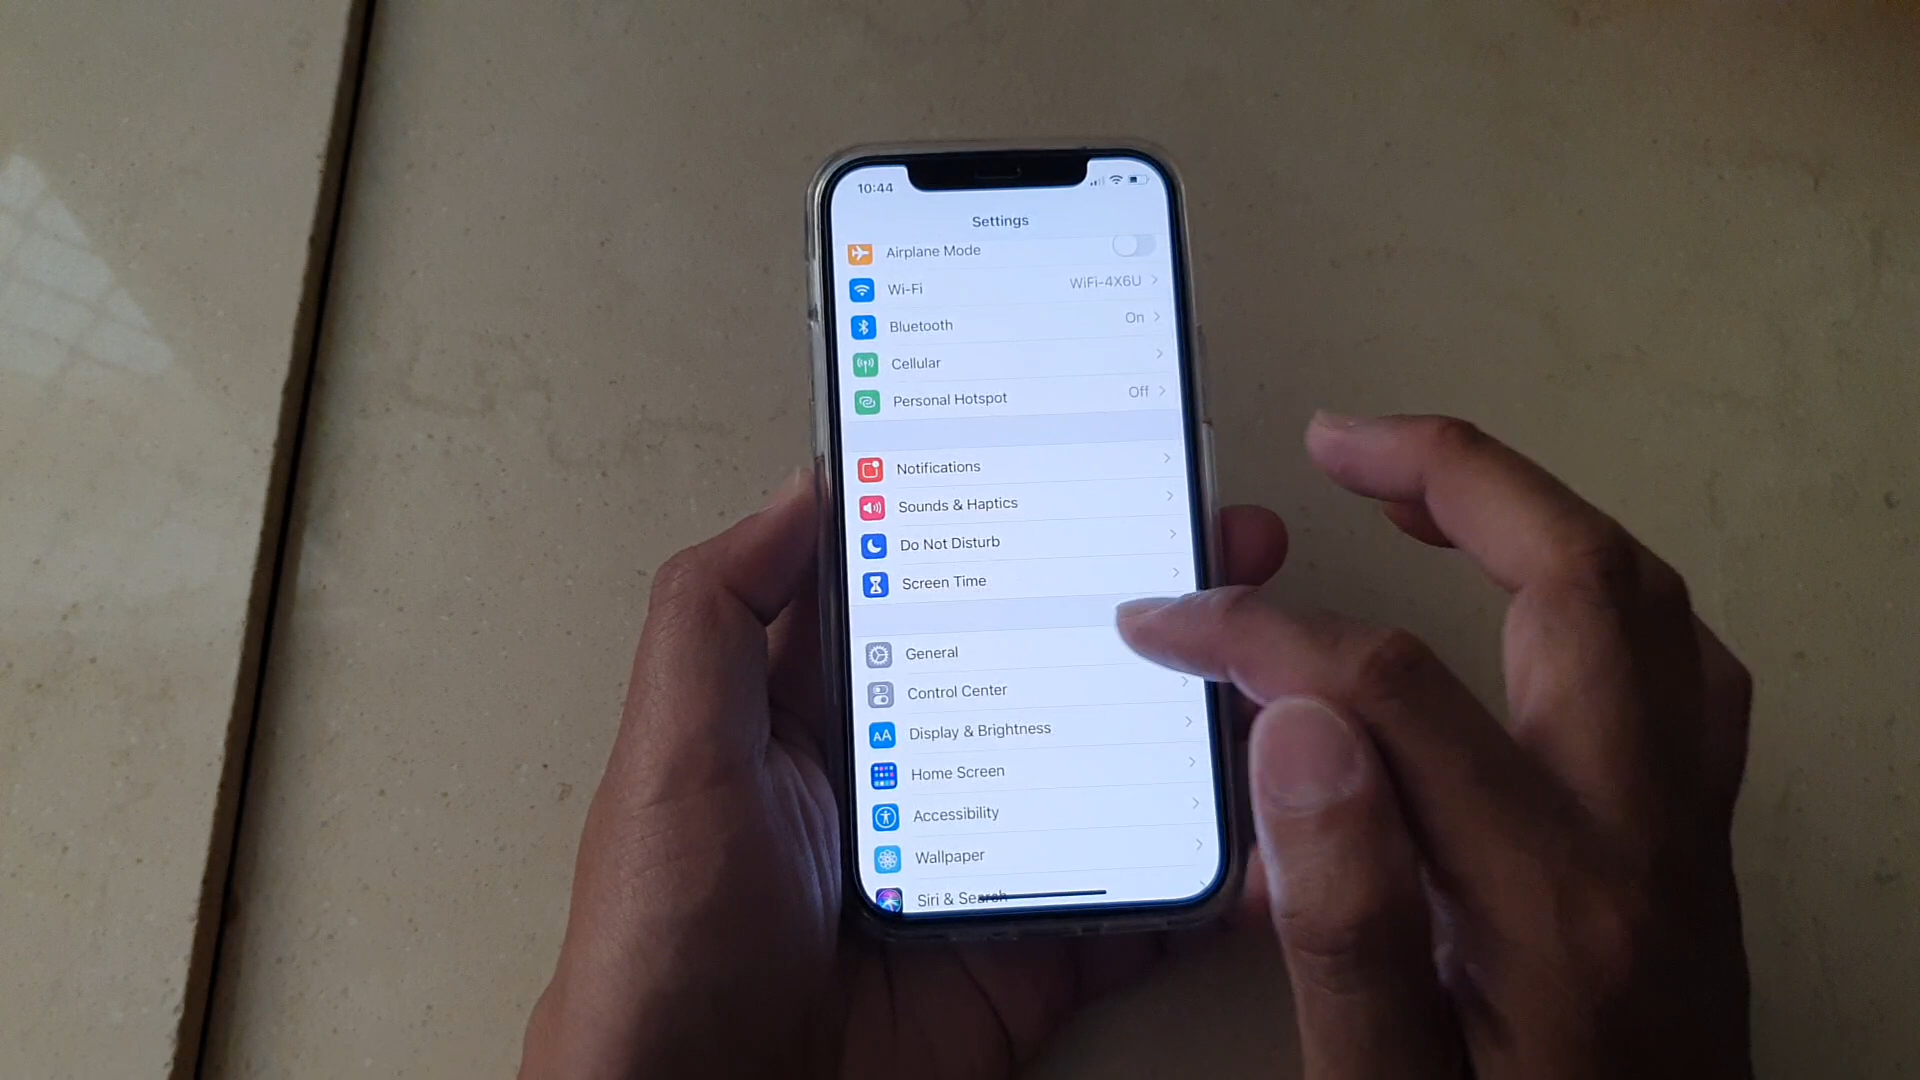 10:44
Settings
Airplane Mode
Wi-Fi WiFi-4X6U
Bluetooth On
Cellular
Personal Hotspot Off
Notifications
Sounds & Haptics
Do Not Disturb
Screen Time
General
Control Center
AA Display & Brightness
Home Screen
Accessibility
Wallpaper
Siri & Search